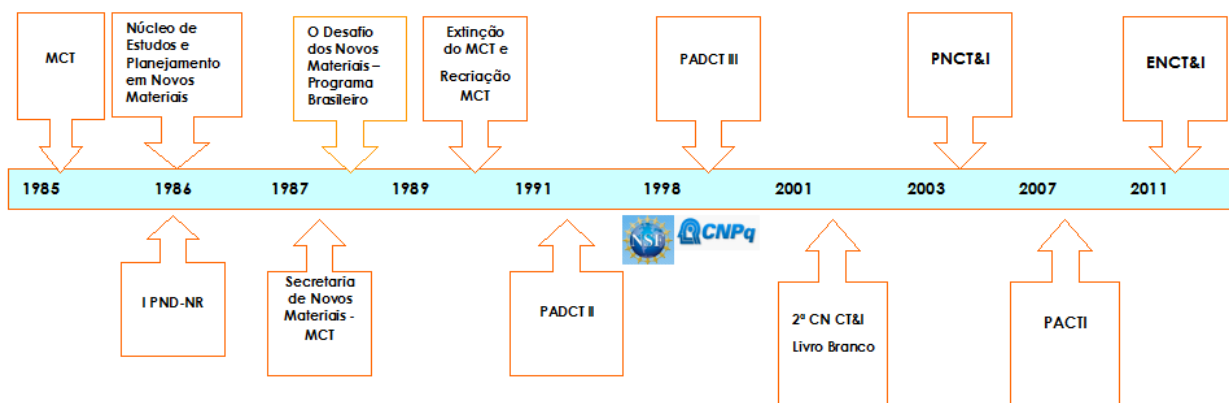 MCT
Núcleo de
Estudos e
Planejamento
em Novos
Materiais
O Desafio
dos Novos
Materiais –
Programa
Brasileiro
Extinção
do MCT e
Recriação
MCT
PADCT III
PNCT&I
ENCT&I
1985 1986 1987 1989 1991 1998 2001 2003 2007 2011
NSF CNPq
I PND-NR
Secretaria
de Novos
Materiais -
MCT
PADCT II
2ª CN CT&I
Livro Branco
PACTI